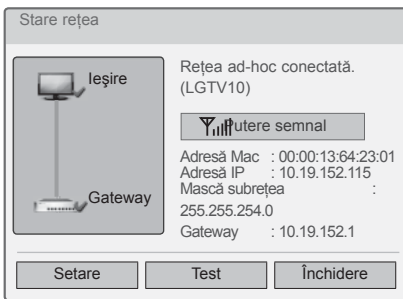 Stare rețea
Ieșire
Gateway
Rețea ad-hoc conectată.
(LGTV10)
Putere semnal
Adresă Mac : 00:00:13:64:23:01
Adresă IP : 10.19.152.115
Mască subrețea :
255.255.254.0
Gateway : 10.19.152.1
Setare
Test
Închidere